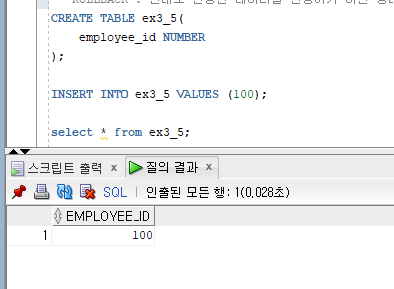 ROLLBACK :
CREATE TABLE ex3_5(
employee_id NUMBER
);
INSERT INTO ex3_5 VALUES (100);
select * from ex3_5;
스크립트 출력 x 질의 결과 x
SQL | 인출된 모든 행: 1(0,028초)
EMPLOYEE_ID
1 100